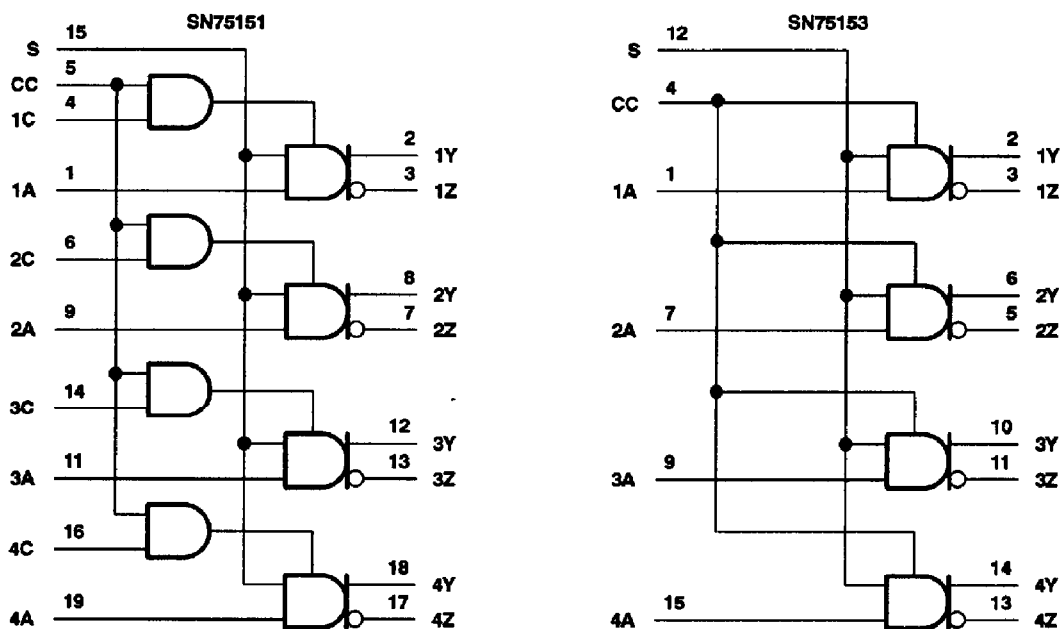 SN75151
S 15
CC 5
1C 4
2 1Y
1A 1
3 1Z
2C 6
8 2Y
2A 9
7 2Z
3C 14
12 3Y
3A 11
13 3Z
4C 16
18 4Y
4A 19
17 4Z
SN75153
S 12
CC 4
2 1Y
1A 1
3 1Z
6 2Y
2A 7
5 2Z
10 3Y
3A 9
11 3Z
14 4Y
4A 15
13 4Z